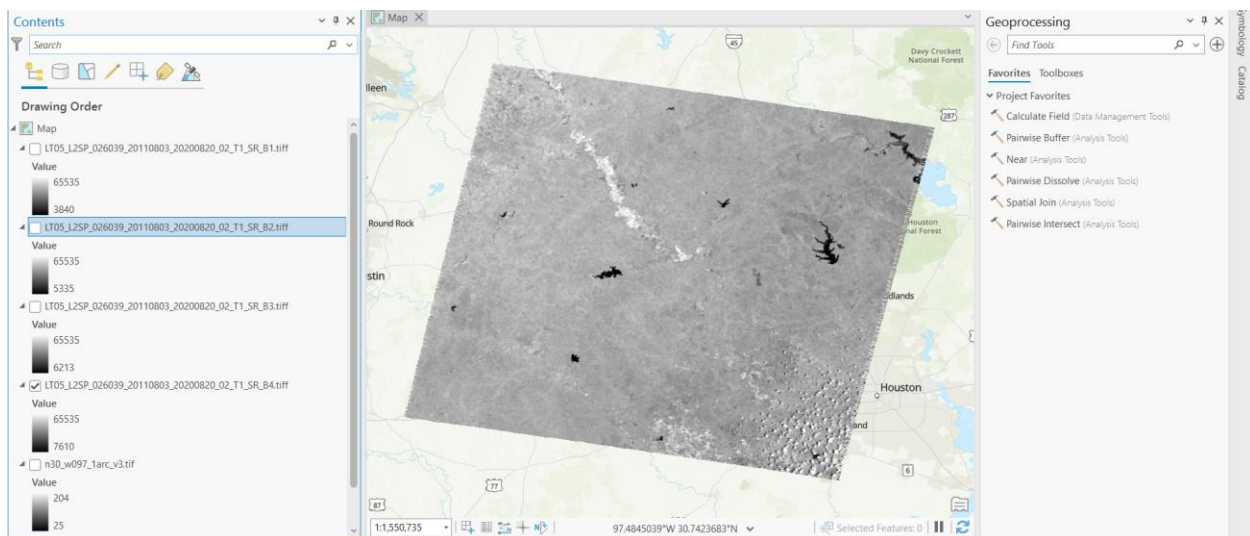 Contents
Search
Drawing Order
Map
LT05_L2SP_026039_20110803_20200820_02_T1_SR_B1.tiff
Value
65535
3840
LT05_L2SP_026039_20110803_20200820_02_T1_SR_B2.tiff
Value
65535
5335
LT05_L2SP_026039_20110803_20200820_02_T1_SR_B3.tiff
Value
65535
6213
LT05_L2SP_026039_20110803_20200820_02_T1_SR_B4.tiff
Value
65535
7610
n30_w097_1arc_v3.tif
Value
204
25
Map
45
Davy Crockett
National Forest
lleen
287
Round Rock
Houston
nal Forest
stin
odlands
Houston
and
6
77
87
1:1,550,735
97.4845039°W 30.7423683°N
Selected Features: 0
Geoprocessing
Find Tools
Favorites Toolboxes
Project Favorites
Calculate Field (Data Management Tools)
Pairwise Buffer (Analysis Tools)
Near (Analysis Tools)
Pairwise Dissolve (Analysis Tools)
Spatial Join (Analysis Tools)
Pairwise Intersect (Analysis Tools)
ymbology
Catalog